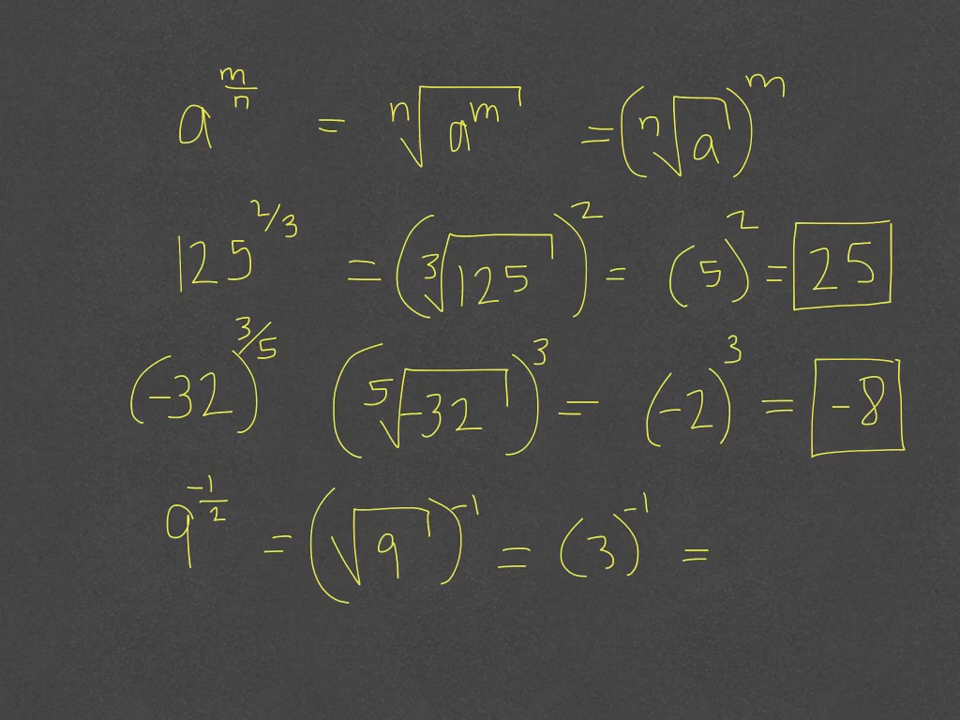 a^(m/n) = ⁿ√(a^m) = (ⁿ√a)^m
125^(2/3) = (³√125)^2 = (5)^2 = 25
(-32)^(3/5) (⁵√-32)^3 = (-2)^3 = -8
9^(-1/2) = (√9)^-1 = (3)^-1 =